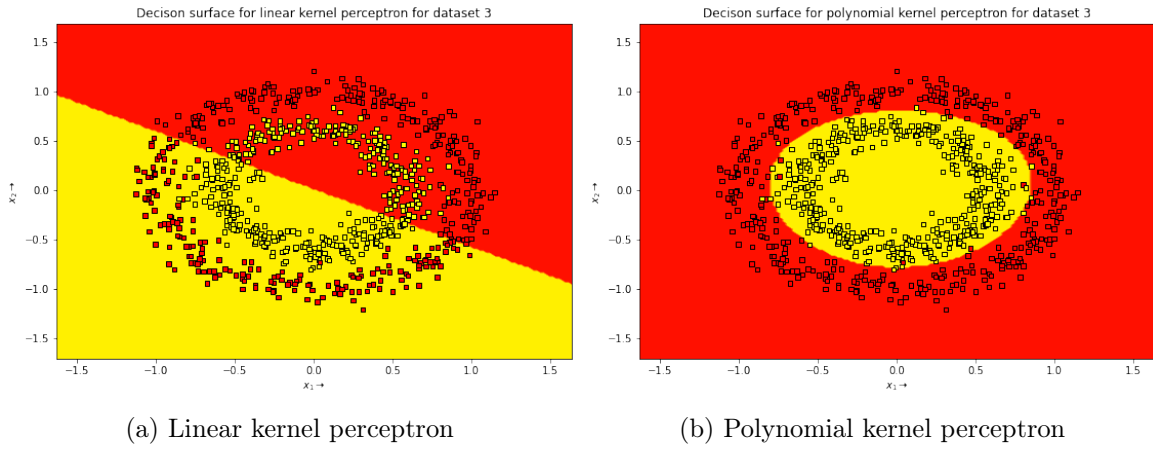 Decison surface for linear kernel perceptron for dataset 3
1.5
1.0
0.5
0.0
−0.5
−1.0
−1.5
x₂→
−1.5 −1.0 −0.5 0.0 0.5 1.0 1.5
x₁→
(a) Linear kernel perceptron
Decison surface for polynomial kernel perceptron for dataset 3
1.5
1.0
0.5
0.0
−0.5
−1.0
−1.5
x₂→
−1.5 −1.0 −0.5 0.0 0.5 1.0 1.5
x₁→
(b) Polynomial kernel perceptron